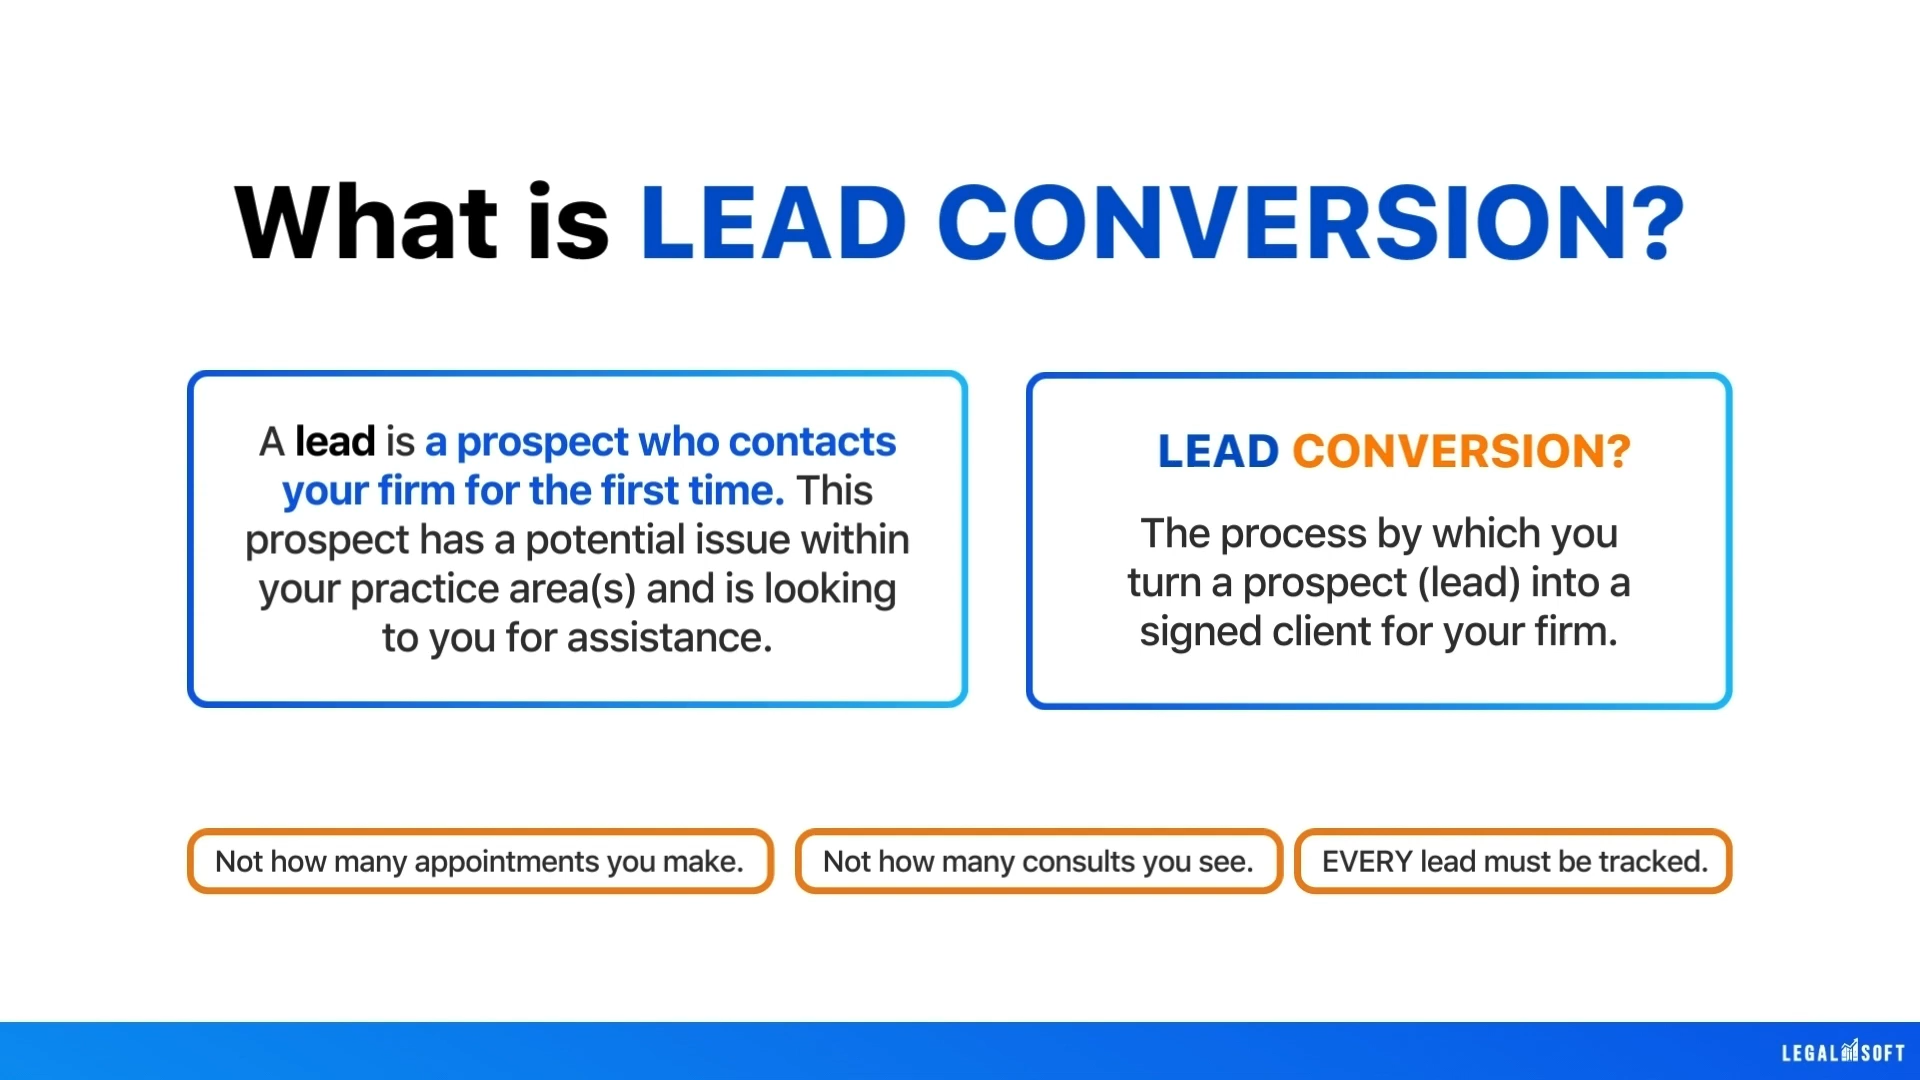 What is LEAD CONVERSION?
A lead is a prospect who contacts
your firm for the first time. This
prospect has a potential issue within
your practice area(s) and is looking
to you for assistance.
LEAD CONVERSION?
The process by which you
turn a prospect (lead) into a
signed client for your firm.
Not how many appointments you make.
Not how many consults you see.
EVERY lead must be tracked.
LEGAL SOFT